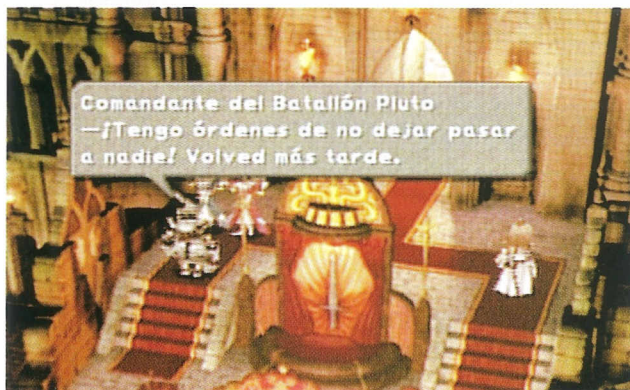 Comandante del Batallón Pluto
—¡Tengo órdenes de no dejar pasar
a nadie! Volved más tarde.